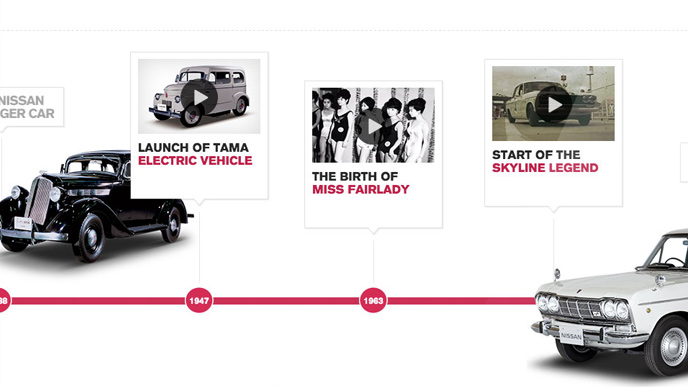 NISSAN
GER CAR
LAUNCH OF TAMA
ELECTRIC VEHICLE
THE BIRTH OF
MISS FAIRLADY
START OF THE
SKYLINE LEGEND
38
1947
1963
NISSAN